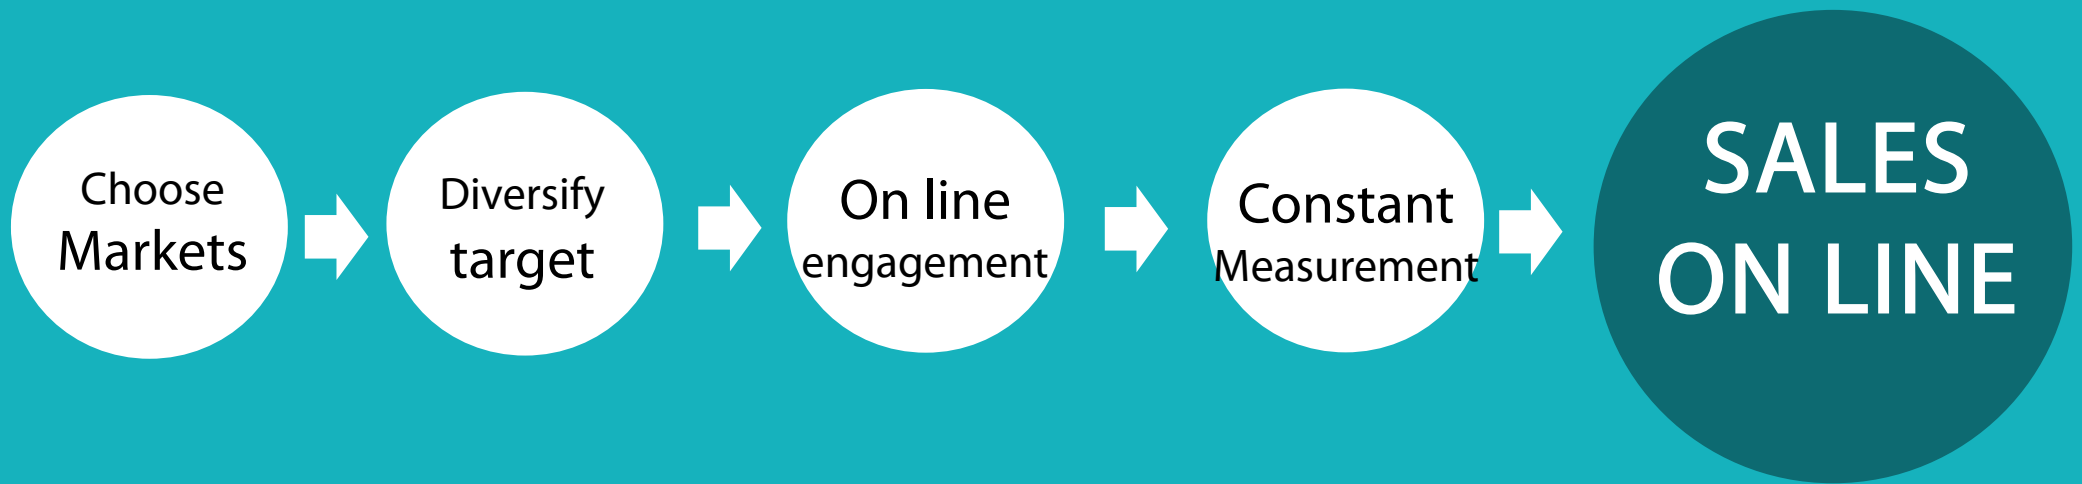 Choose
Markets
Diversify
target
On line
engagement
Constant
Measurement
SALES
ON LINE